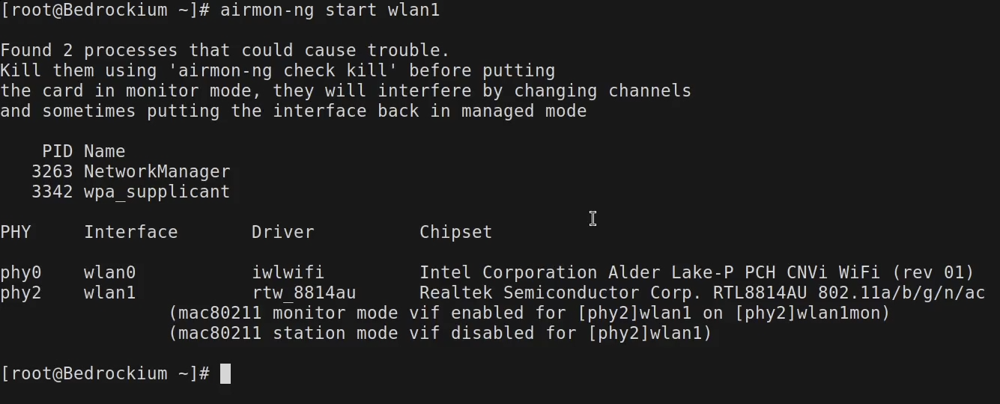 [root@Bedrockium ~]# airmon-ng start wlan1
Found 2 processes that could cause trouble.
Kill them using 'airmon-ng check kill' before putting
the card in monitor mode, they will interfere by changing channels
and sometimes putting the interface back in managed mode
    PID Name
   3263 NetworkManager
   3342 wpa_supplicant
PHY     Interface       Driver          Chipset
phy0    wlan0           iwlwifi         Intel Corporation Alder Lake-P PCH CNVi WiFi (rev 01)
phy2    wlan1           rtw_8814au      Realtek Semiconductor Corp. RTL8814AU 802.11a/b/g/n/ac
                (mac80211 monitor mode vif enabled for [phy2]wlan1 on [phy2]wlan1mon)
                (mac80211 station mode vif disabled for [phy2]wlan1)
[root@Bedrockium ~]#